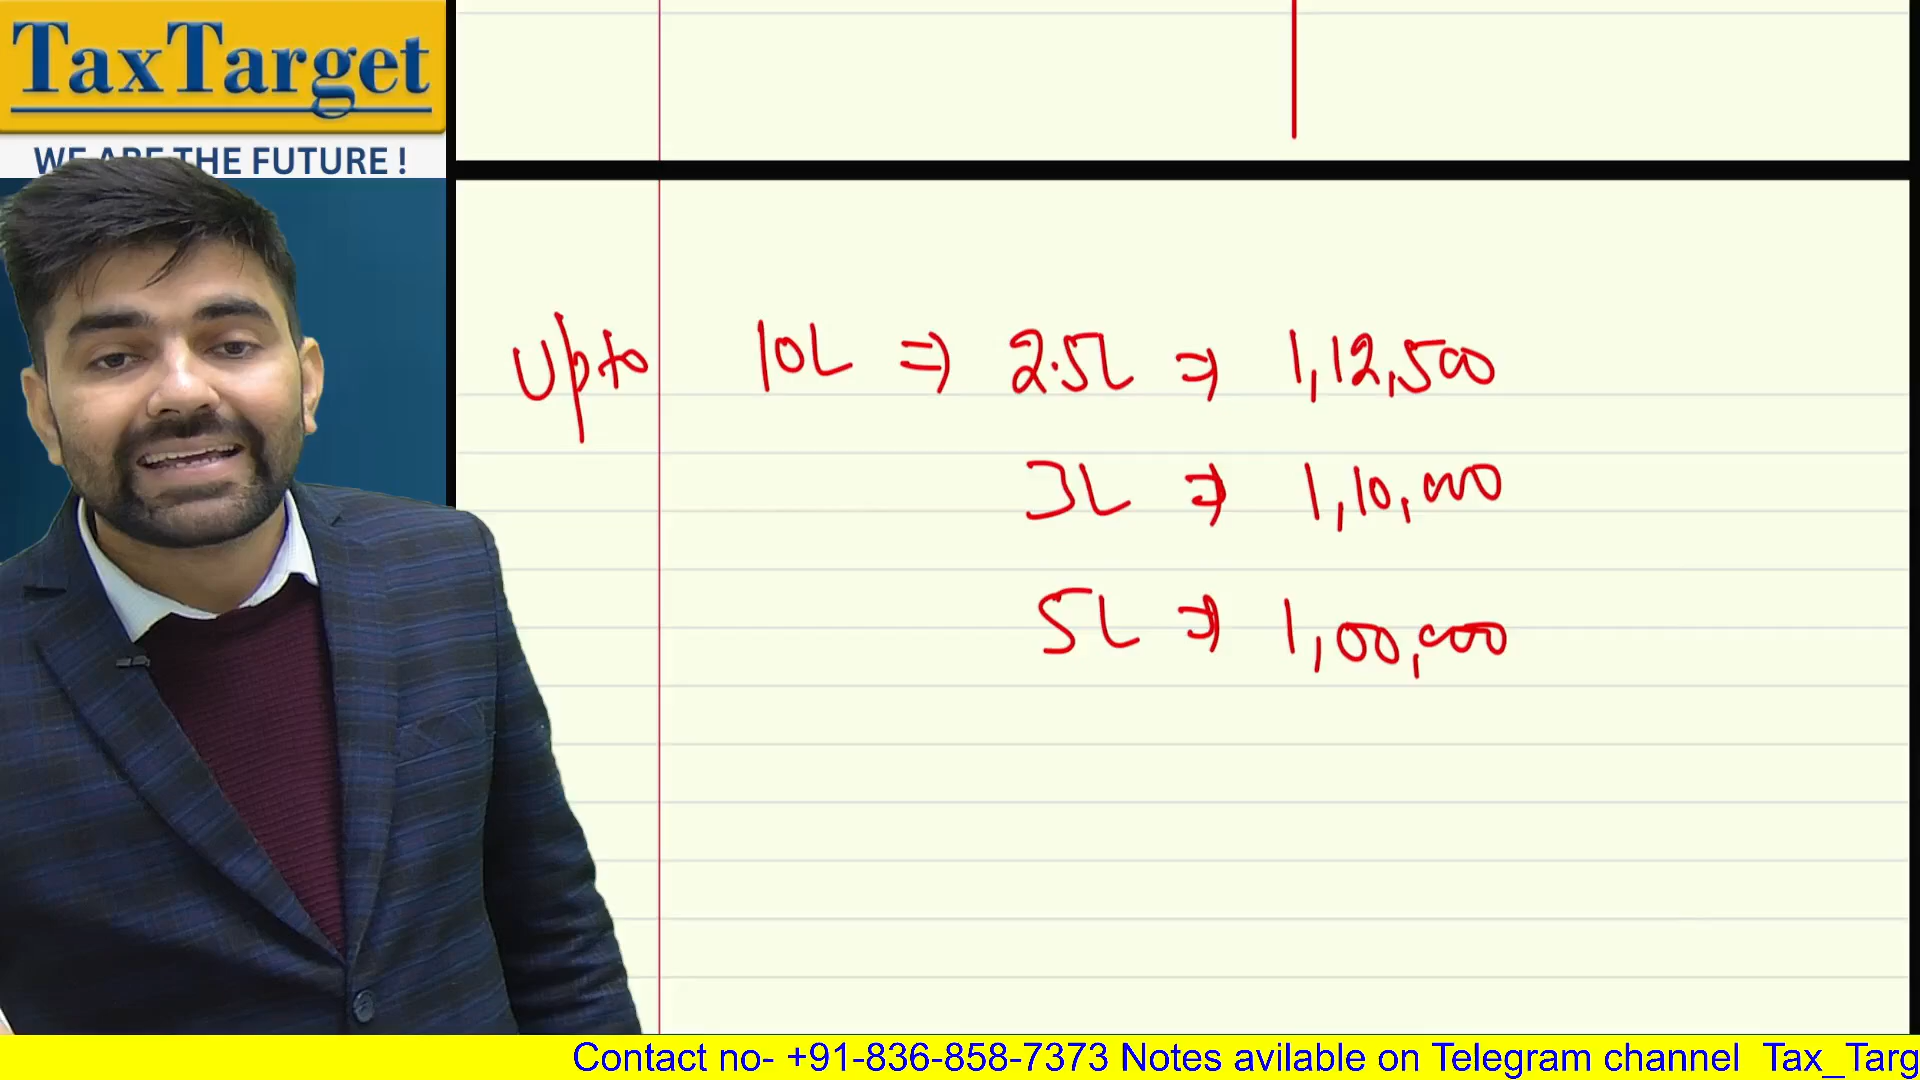 TaxTarget
WE ARE THE FUTURE !
Upto 10L ⇒ 2.5L ⇒ 1,12,500
3L ⇒ 1,10,000
5L ⇒ 1,00,000
Contact no- +91-836-858-7373 Notes avilable on Telegram channel Tax_Targ